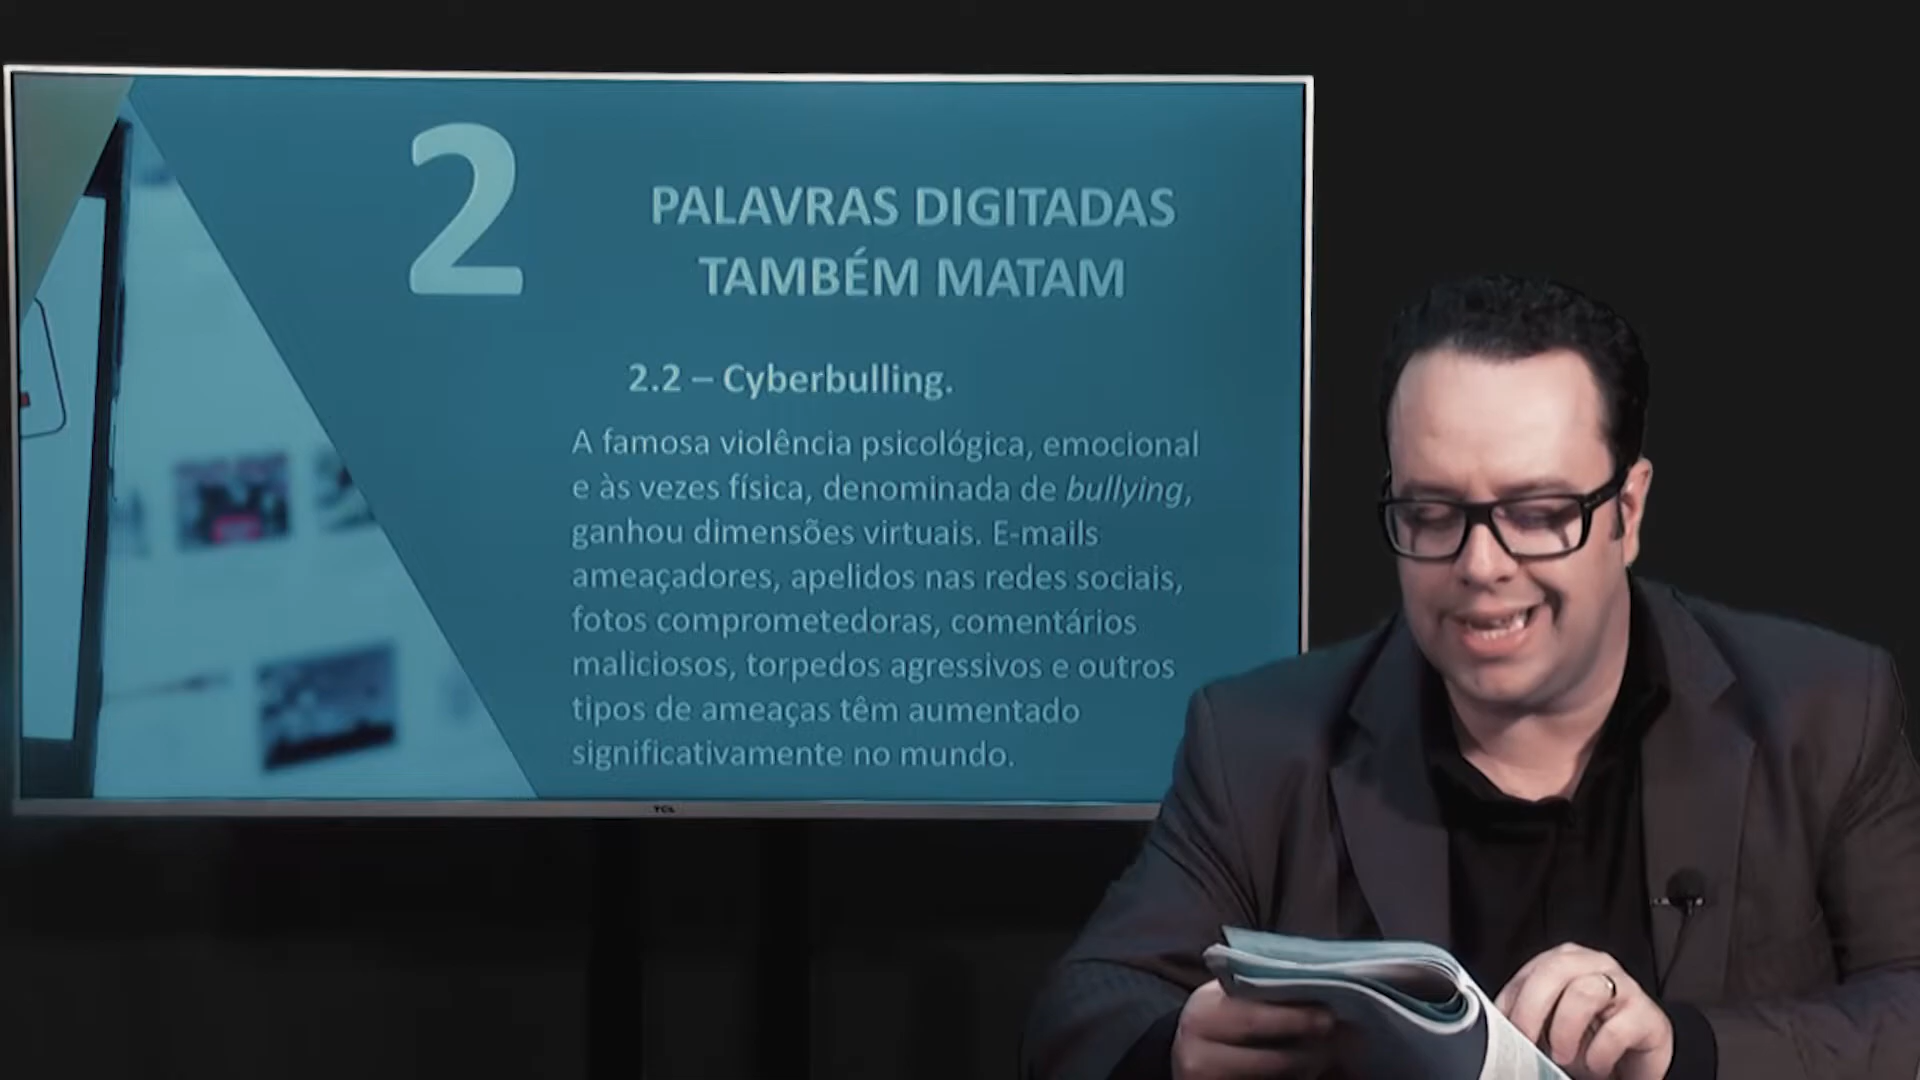 2
PALAVRAS DIGITADAS
TAMBÉM MATAM
2.2 – Cyberbulling.
A famosa violência psicológica, emocional
e às vezes física, denominada de bullying,
ganhou dimensões virtuais. E-mails
ameaçadores, apelidos nas redes sociais,
fotos comprometedoras, comentários
maliciosos, torpedos agressivos e outros
tipos de ameaças têm aumentado
significativamente no mundo.
TCL